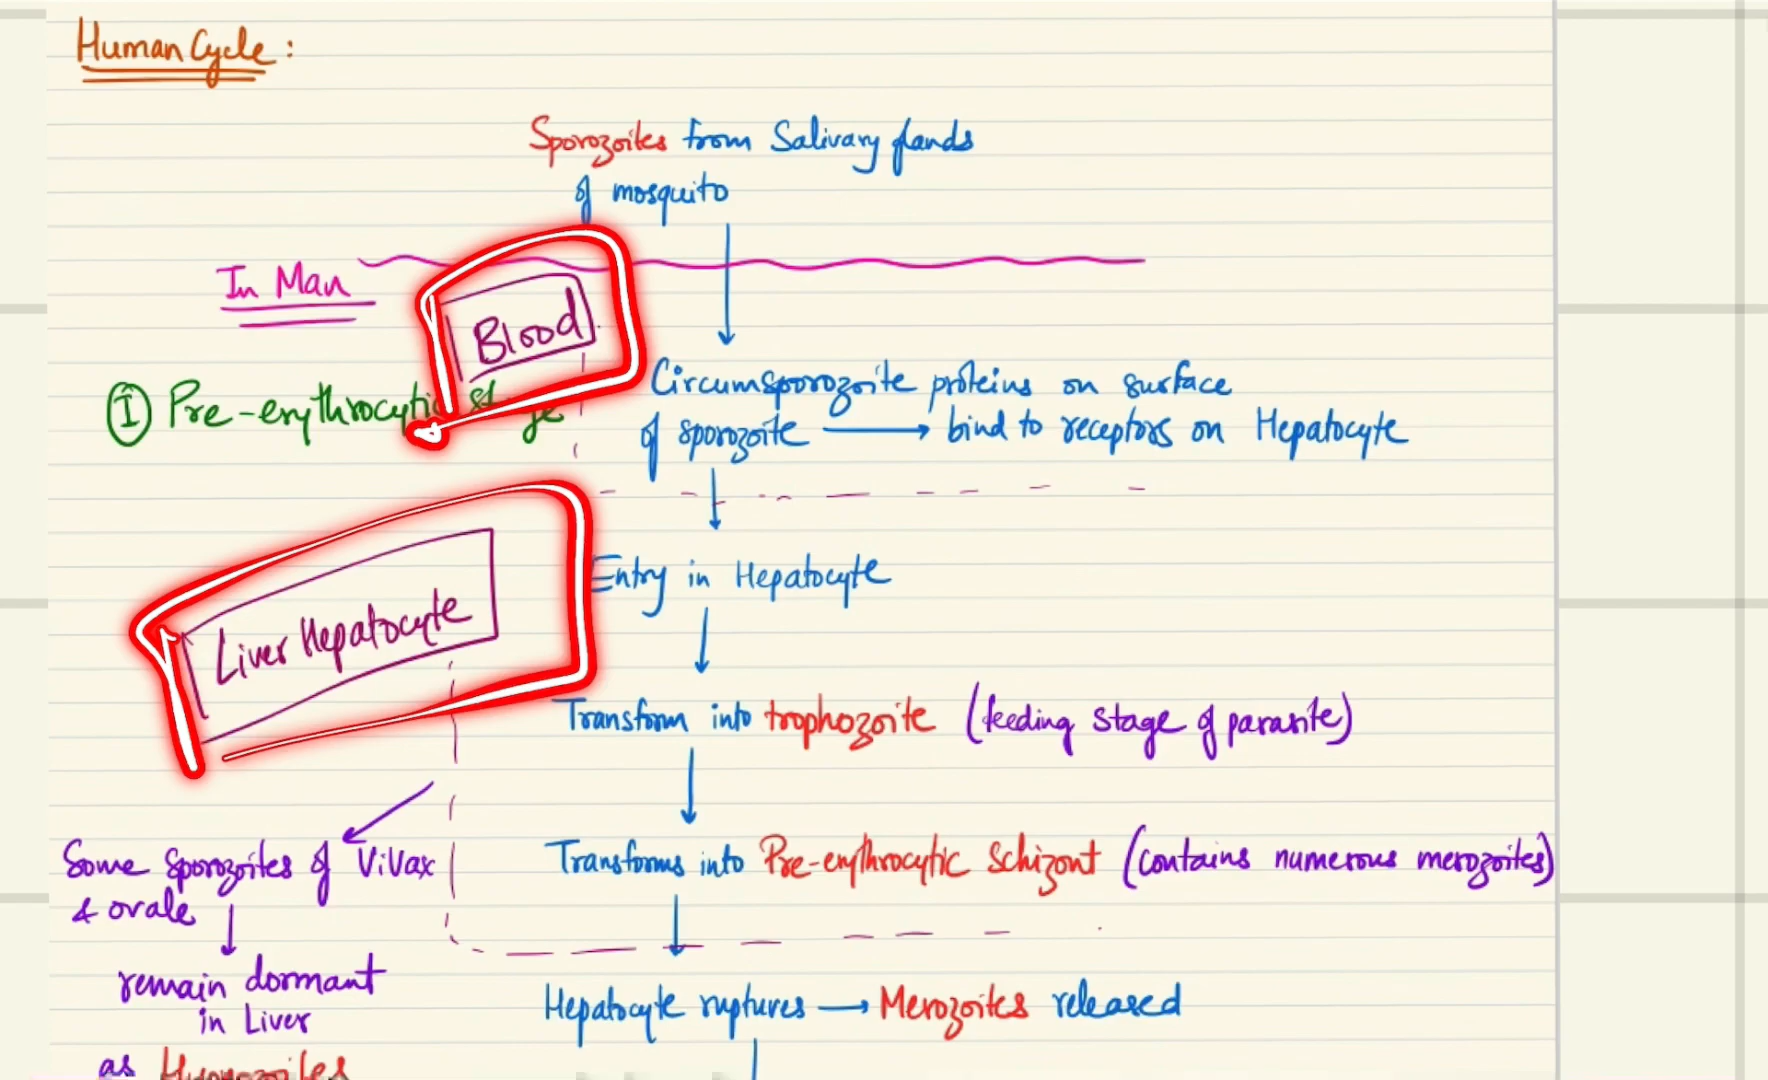 Human Cycle :
Sporozoites from Salivary glands
of mosquito
In Man
Blood
Circumsporozoite proteins on surface
I Pre-erythrocytic stage
of sporozoite → bind to receptors on Hepatocyte
Entry in Hepatocyte
Liver Hepatocyte
Transform into trophozoite (feeding stage of parasite)
Some sporozoites of Vivax
& ovale
Transforms into Pre-erythrocytic Schizont (contains numerous merozoites)
remain dormant
in Liver
Hepatocyte ruptures → Merozoites released
as Hypnozoites